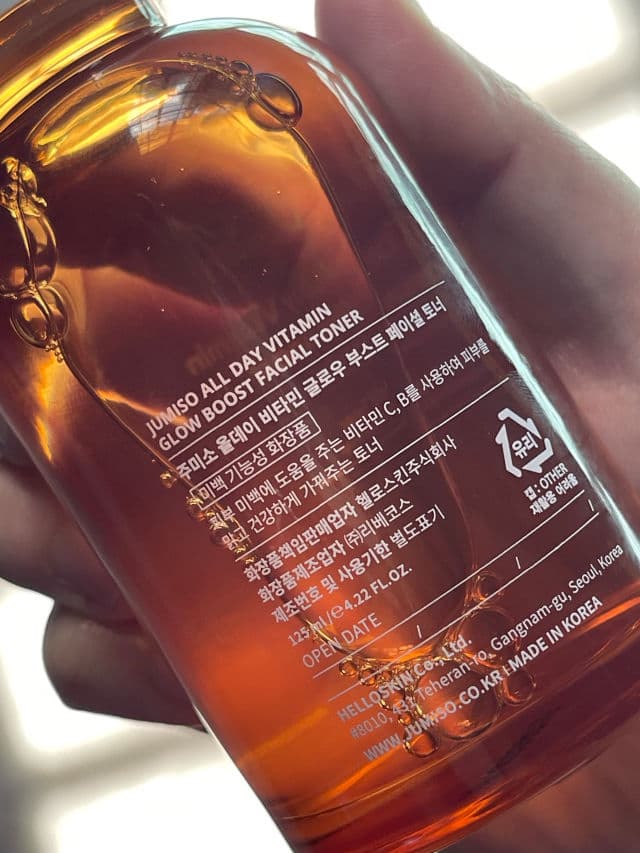 JUMISO ALL DAY VITAMIN
GLOW BOOST FACIAL TONER
주미소 올데이 비타민 글로우 부스트 페이셜 토너
미백 기능성 화장품
피부 미백에 도움을 주는 비타민 C, B를 사용하여 피부를
맑고 건강하게 가꿔주는 토너
화장품책임판매업자 헬로스킨주식회사
화장품제조업자 ㈜리베코스
제조번호 및 사용기한 별도표기
125 ml/℮4.22 FL.OZ.
OPEN DATE / /
유리
캡 : OTHER
재활용 어려움
HELLOSKIN Co., Ltd.
#8010, Teheran-ro, Gangnam-gu, Seoul, Korea
WWW.JUMISO.CO.KR | MADE IN KOREA